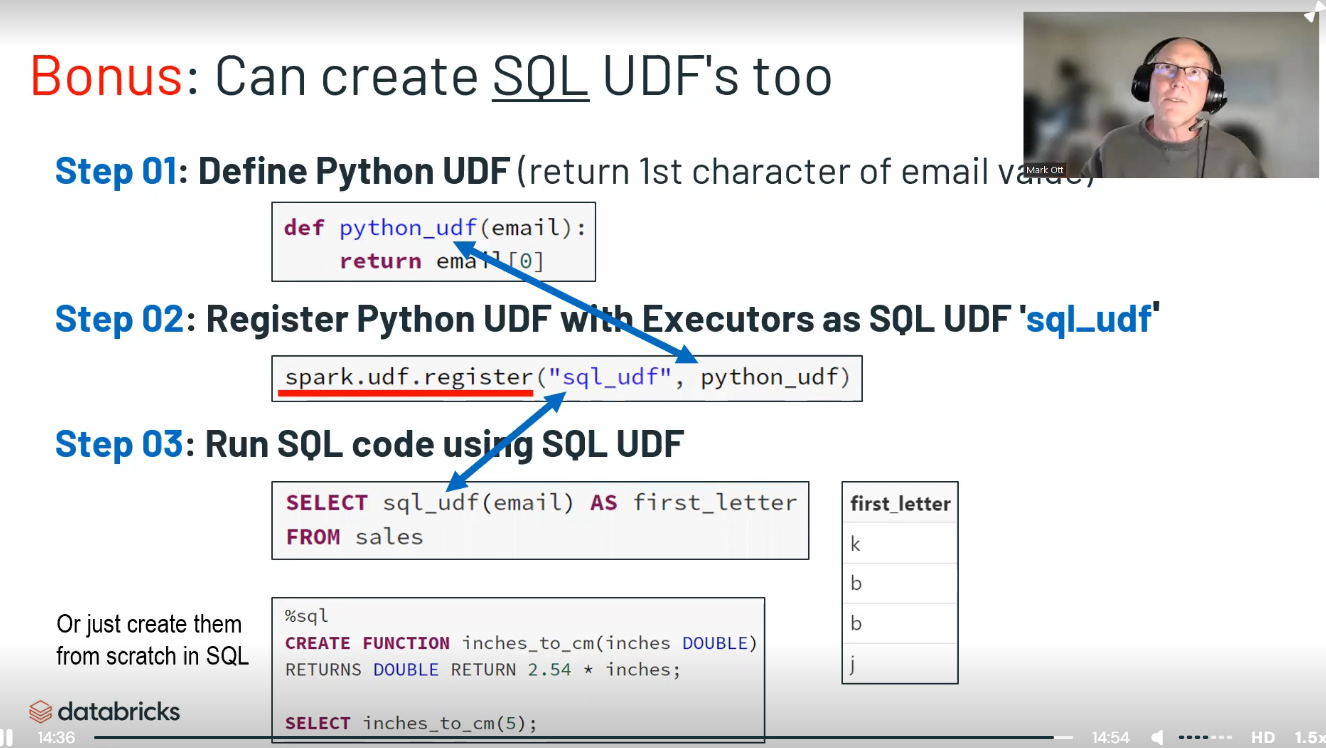 Bonus: Can create SQL UDF's too
Mark Ott
Step 01: Define Python UDF (return 1st character of email value)
def python_udf(email):
return email[0]
Step 02: Register Python UDF with Executors as SQL UDF 'sql_udf'
spark.udf.register("sql_udf", python_udf)
Step 03: Run SQL code using SQL UDF
SELECT sql_udf(email) AS first_letter
FROM sales
first_letter
k
b
b
j
Or just create them
from scratch in SQL
%sql
CREATE FUNCTION inches_to_cm(inches DOUBLE)
RETURNS DOUBLE RETURN 2.54 * inches;
SELECT inches_to_cm(5);
databricks
14:36
14:54
HD
1.5x